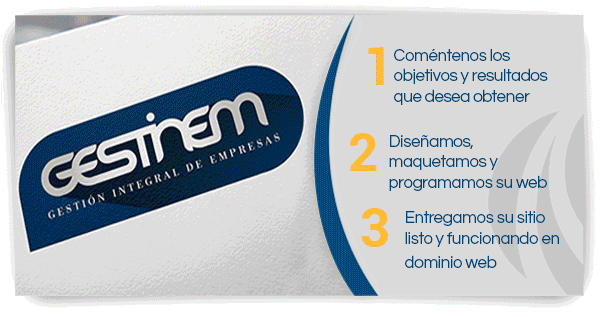 GESTINEM
GESTIÓN INTEGRAL DE EMPRESAS
1 Coméntenos los
objetivos y resultados
que desea obtener
2 Diseñamos,
maquetamos y
programamos su web
3 Entregamos su sitio
listo y funcionando en
dominio web